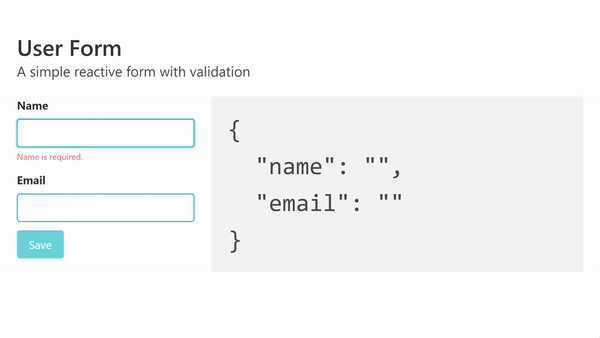 User Form
A simple reactive form with validation
Name
Name is required.
Email
Save
{
"name": "",
"email": ""
}